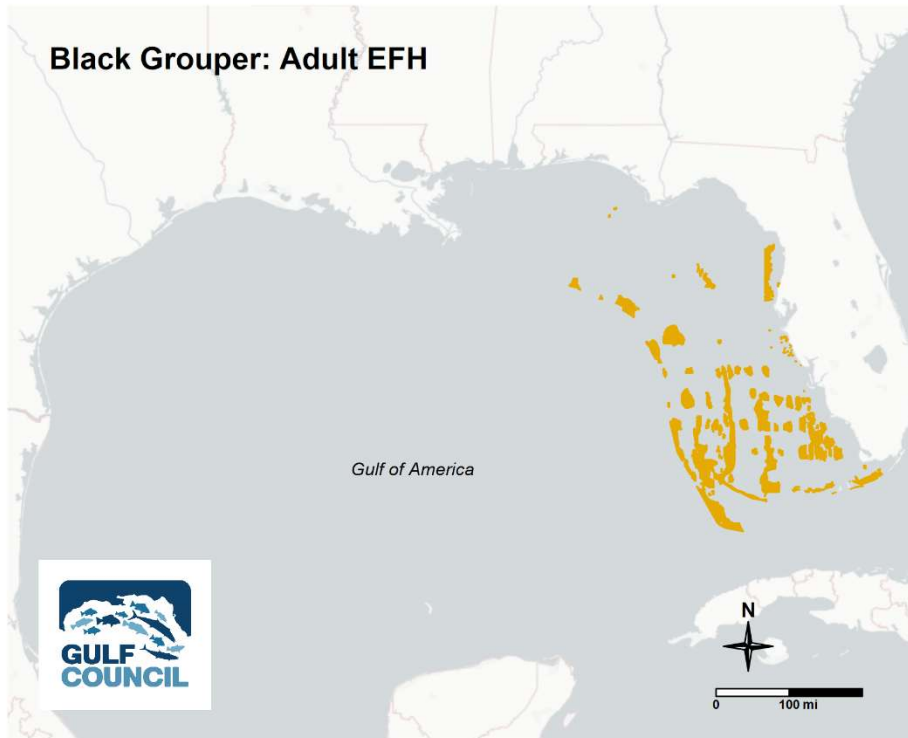 Black Grouper: Adult EFH
Gulf of America
GULF
COUNCIL
N
0 100 mi